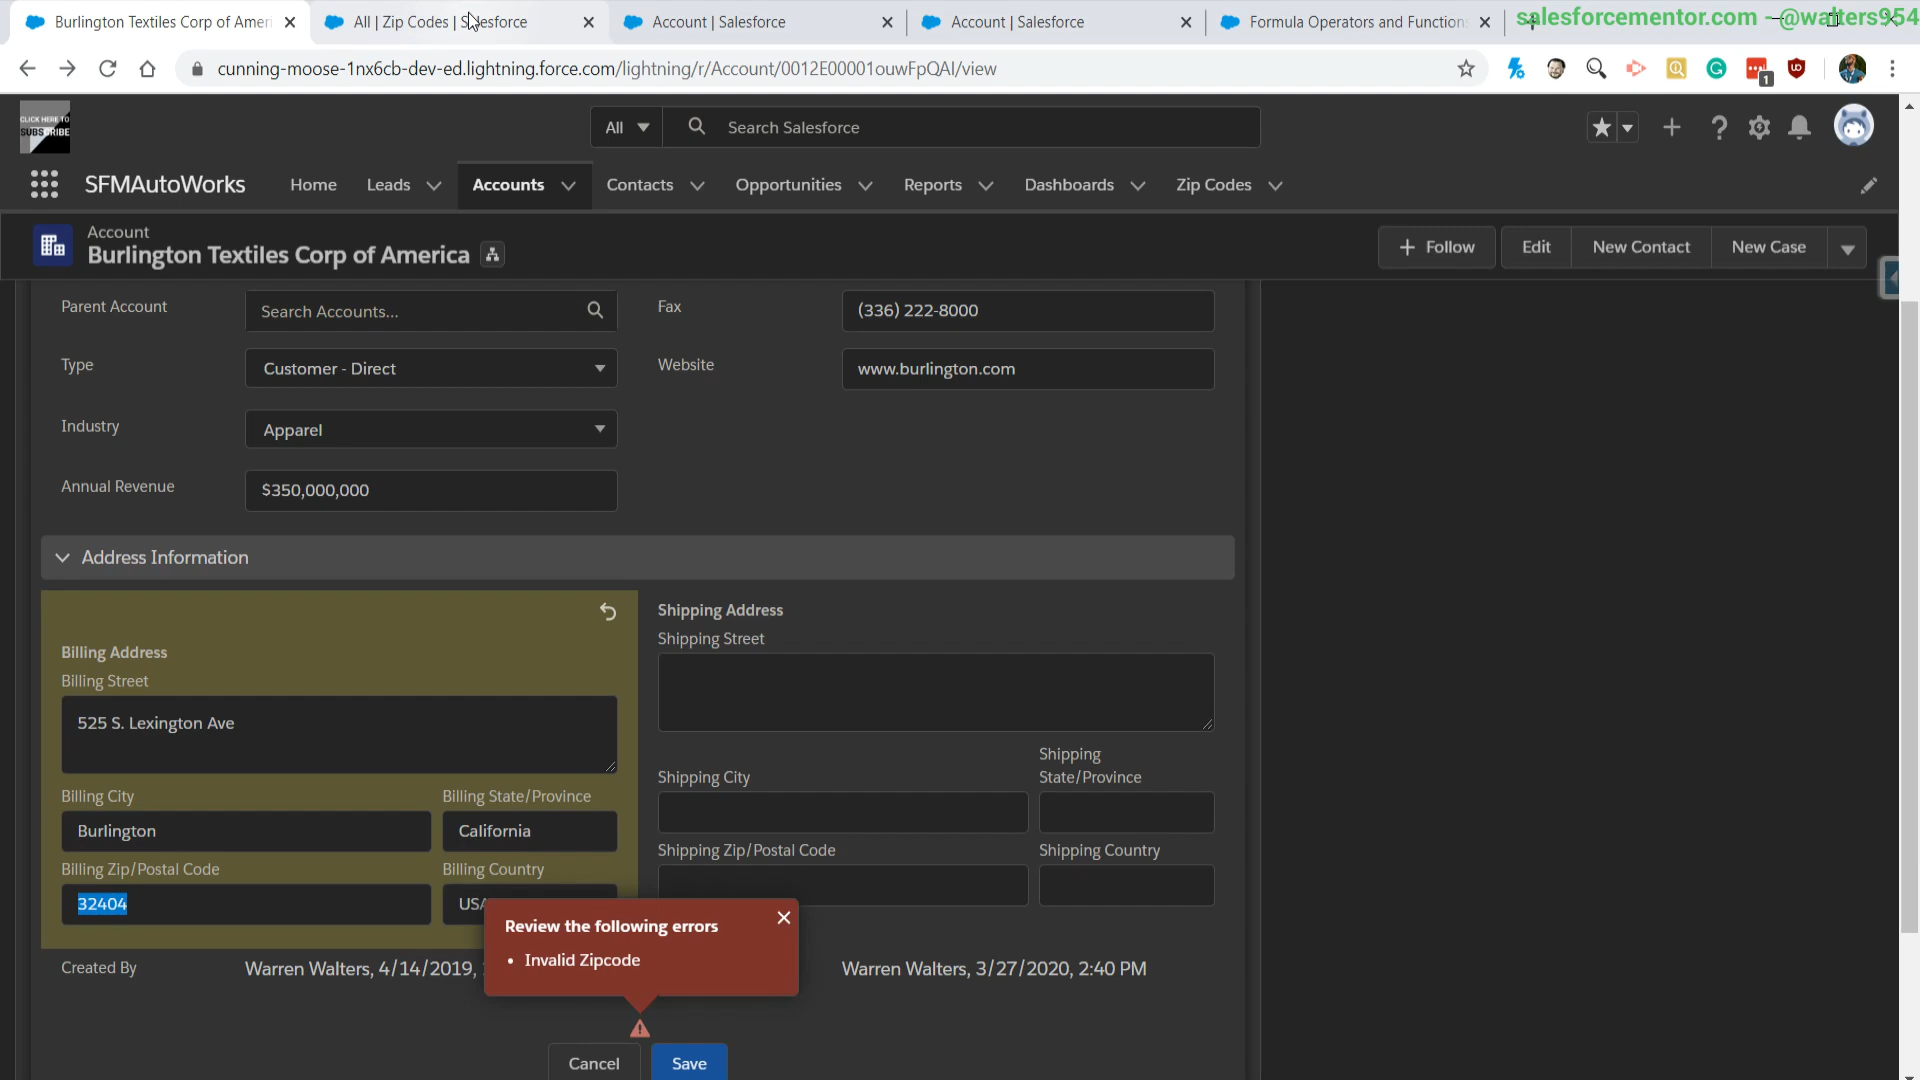 Burlington Textiles Corp of Ameri
All | Zip Codes | Salesforce
Account | Salesforce
Account | Salesforce
Formula Operators and Function
salesforcementor.com - @walters954
cunning-moose-1nx6cb-dev-ed.lightning.force.com/lightning/r/Account/0012E00001ouwFpQAI/view
1
CLICK HERE TO
SUBSCRIBE
All
Search Salesforce
SFMAutoWorks
Home
Leads
Accounts
Contacts
Opportunities
Reports
Dashboards
Zip Codes
Account
Burlington Textiles Corp of America
Follow
Edit
New Contact
New Case
Parent Account
Search Accounts...
Fax
(336) 222-8000
Type
Customer - Direct
Website
www.burlington.com
Industry
Apparel
Annual Revenue
$350,000,000
Address Information
Billing Address
Billing Street
525 S. Lexington Ave
Billing City
Billing State/Province
Burlington
California
Billing Zip/Postal Code
Billing Country
32404
USA
Shipping Address
Shipping Street
Shipping City
Shipping
State/Province
Shipping Zip/Postal Code
Shipping Country
Review the following errors
• Invalid Zipcode
Created By
Warren Walters, 4/14/2019,
Warren Walters, 3/27/2020, 2:40 PM
Cancel
Save